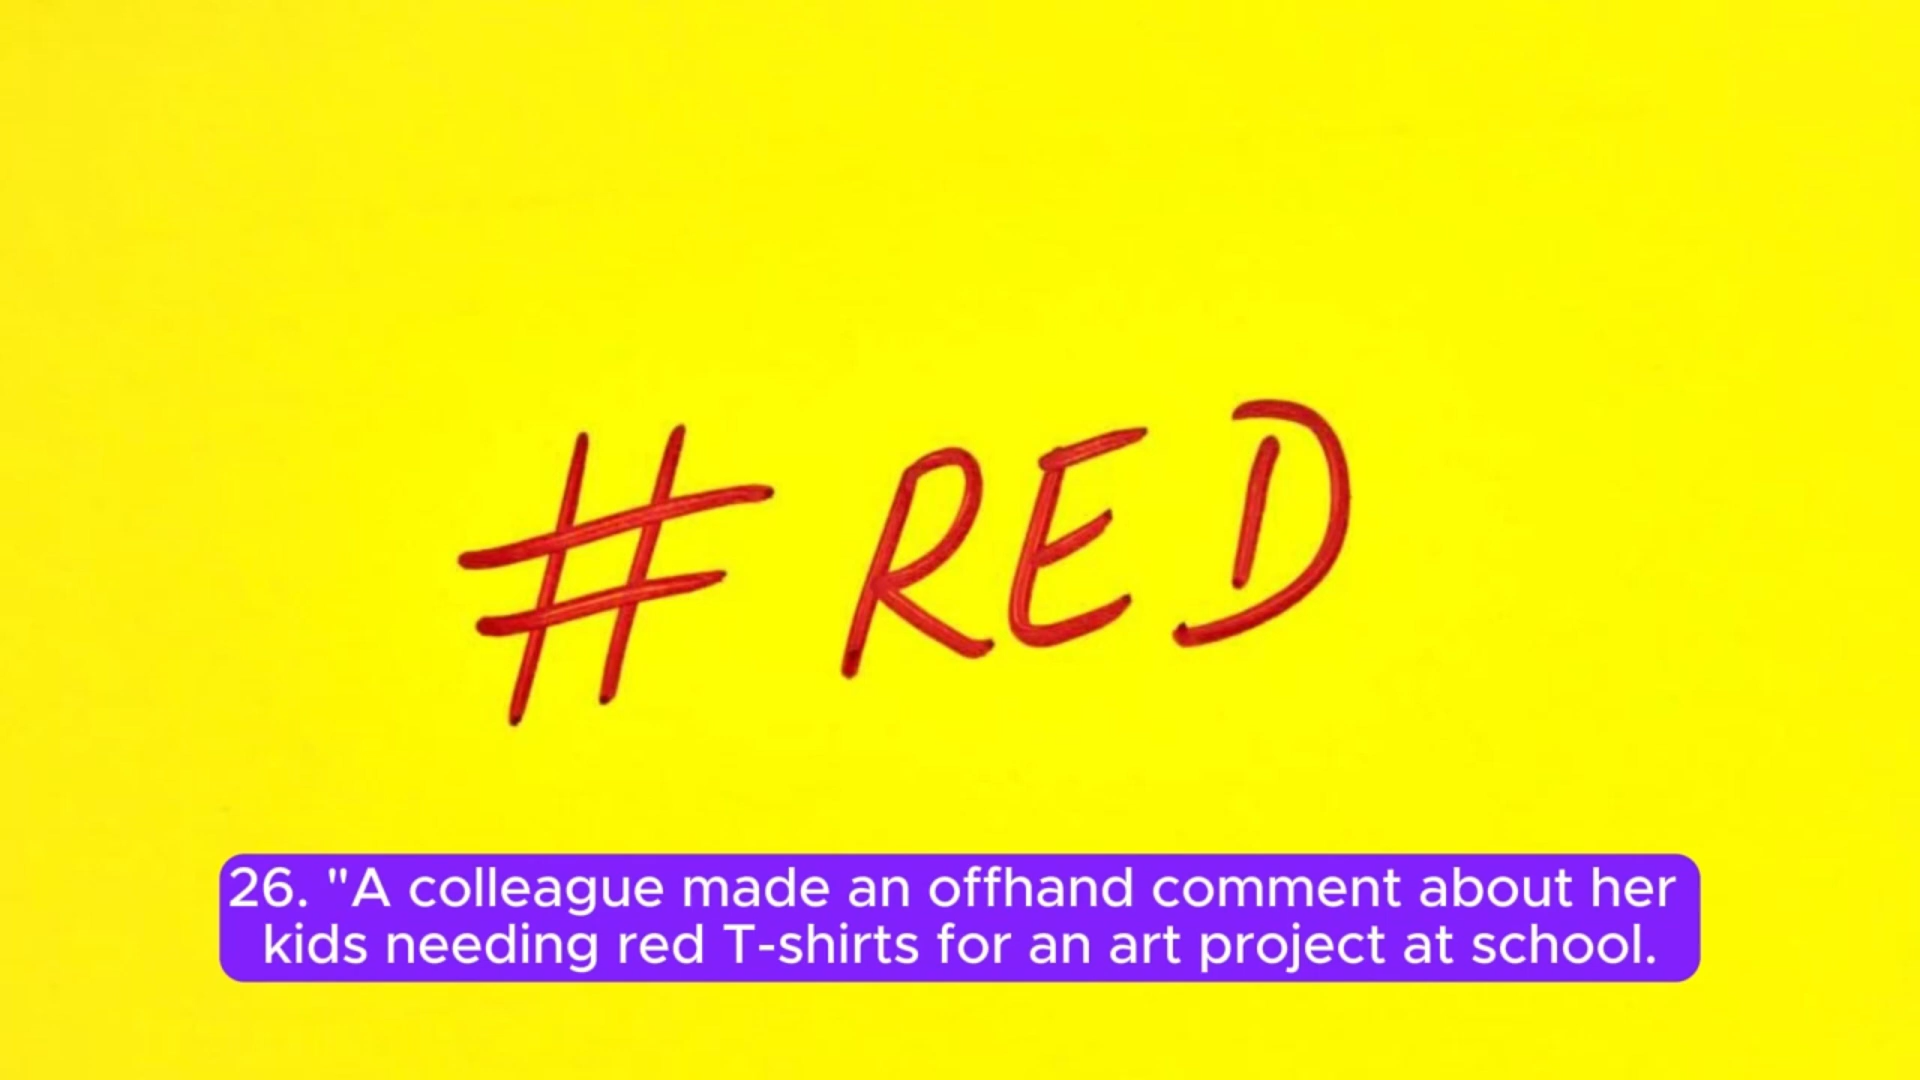 # RED
26. "A colleague made an offhand comment about her
kids needing red T-shirts for an art project at school.